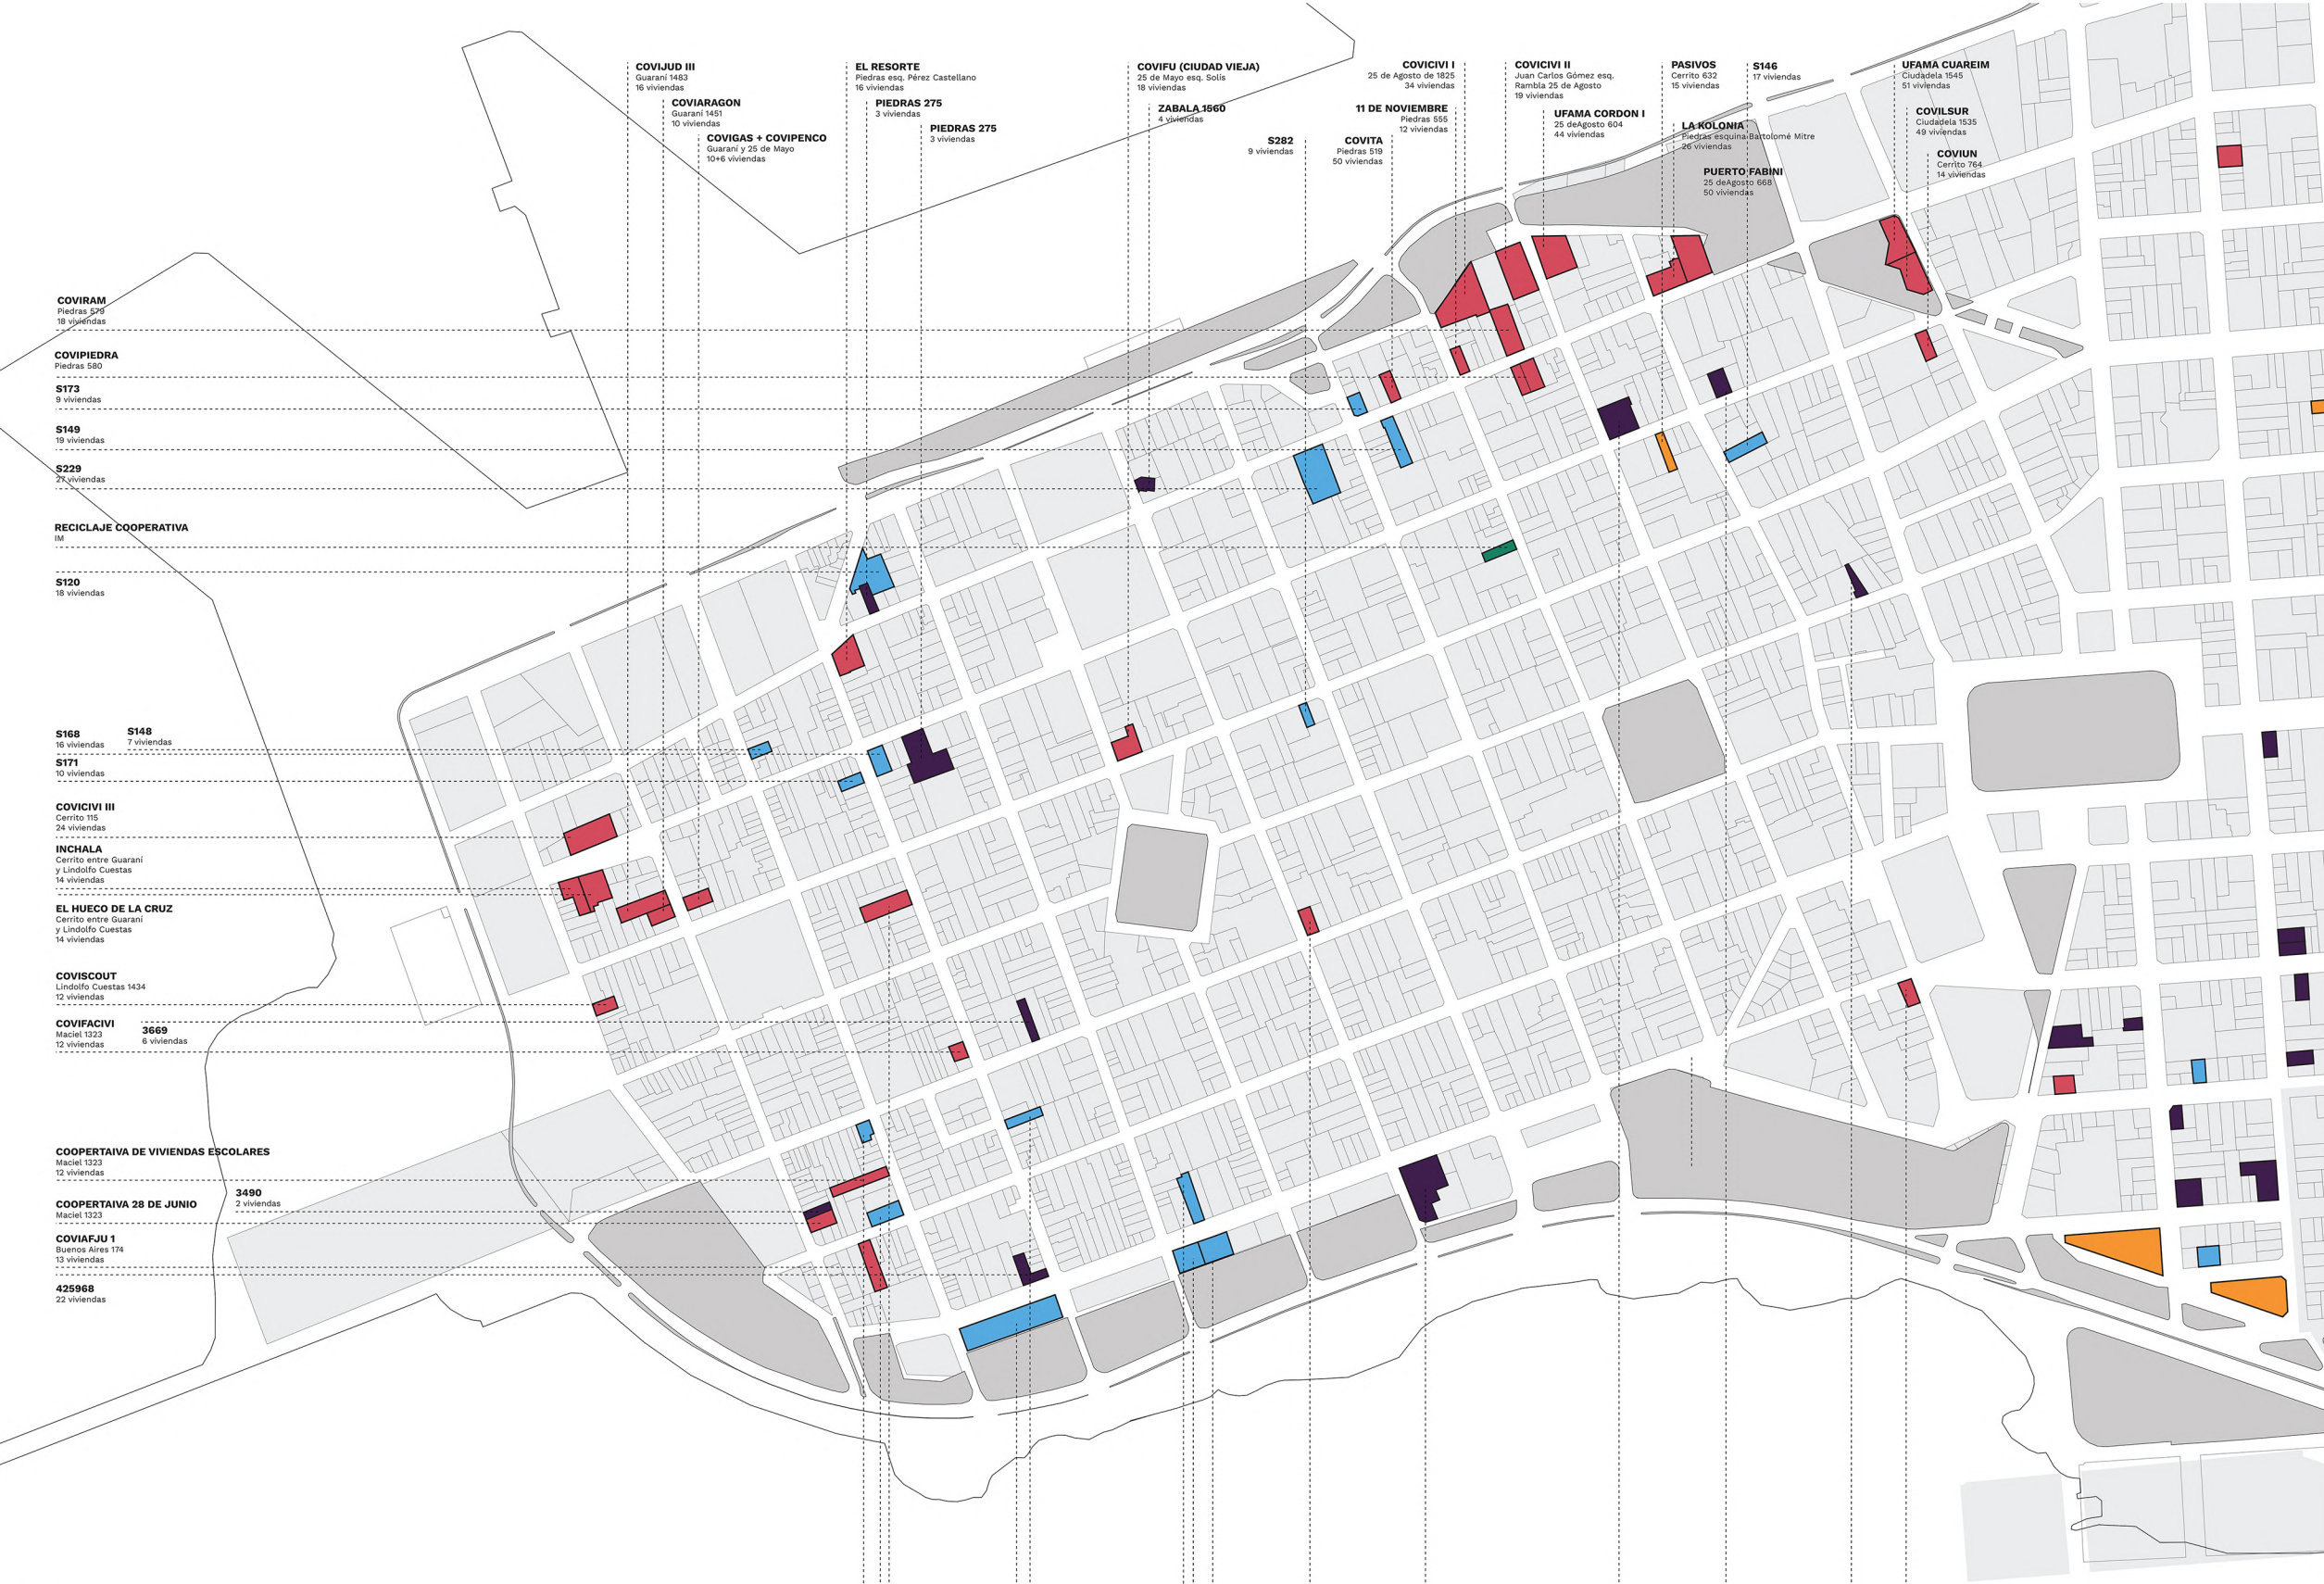 COVIJUD III
Guaraní 1483
16 viviendas
COVIARAGON
Guaraní 1451
10 viviendas
COVIGAS + COVIPENCO
Guaraní y 25 de Mayo
10+6 viviendas
EL RESORTE
Piedras esq. Pérez Castellano
16 viviendas
PIEDRAS 275
3 viviendas
PIEDRAS 275
3 viviendas
COVIFU (CIUDAD VIEJA)
25 de Mayo esq. Solís
18 viviendas
ZABALA 1560
4 viviendas
S282
9 viviendas
COVICIVI I
25 de Agosto de 1825
34 viviendas
11 DE NOVIEMBRE
Piedras 555
12 viviendas
COVITA
Piedras 519
50 viviendas
COVICIVI II
Juan Carlos Gómez esq.
Rambla 25 de Agosto
19 viviendas
UFAMA CORDON I
25 deAgosto 604
44 viviendas
PASIVOS
Cerrito 632
15 viviendas
LA KOLONIA
Piedras esquina Bartolomé Mitre
26 viviendas
PUERTO FABINI
25 deAgosto 668
50 viviendas
S146
17 viviendas
UFAMA CUAREIM
Ciudadela 1545
51 viviendas
COVILSUR
Ciudadela 1535
49 viviendas
COVIUN
Cerrito 764
14 viviendas
COVIRAM
Piedras 579
18 viviendas
COVIPIEDRA
Piedras 580
S173
9 viviendas
S149
19 viviendas
S229
27 viviendas
RECICLAJE COOPERATIVA
IM
S120
18 viviendas
S168
16 viviendas
S148
7 viviendas
S171
10 viviendas
COVICIVI III
Cerrito 115
24 viviendas
INCHALA
Cerrito entre Guaraní
y Lindolfo Cuestas
14 viviendas
EL HUECO DE LA CRUZ
Cerrito entre Guaraní
y Lindolfo Cuestas
14 viviendas
COVISCOUT
Lindolfo Cuestas 1434
12 viviendas
COVIFACIVI
Maciel 1323
12 viviendas
3669
6 viviendas
COOPERTAIVA DE VIVIENDAS ESCOLARES
Maciel 1323
12 viviendas
3490
2 viviendas
COOPERTAIVA 28 DE JUNIO
Maciel 1323
COVIAFJU 1
Buenos Aires 174
13 viviendas
425968
22 viviendas